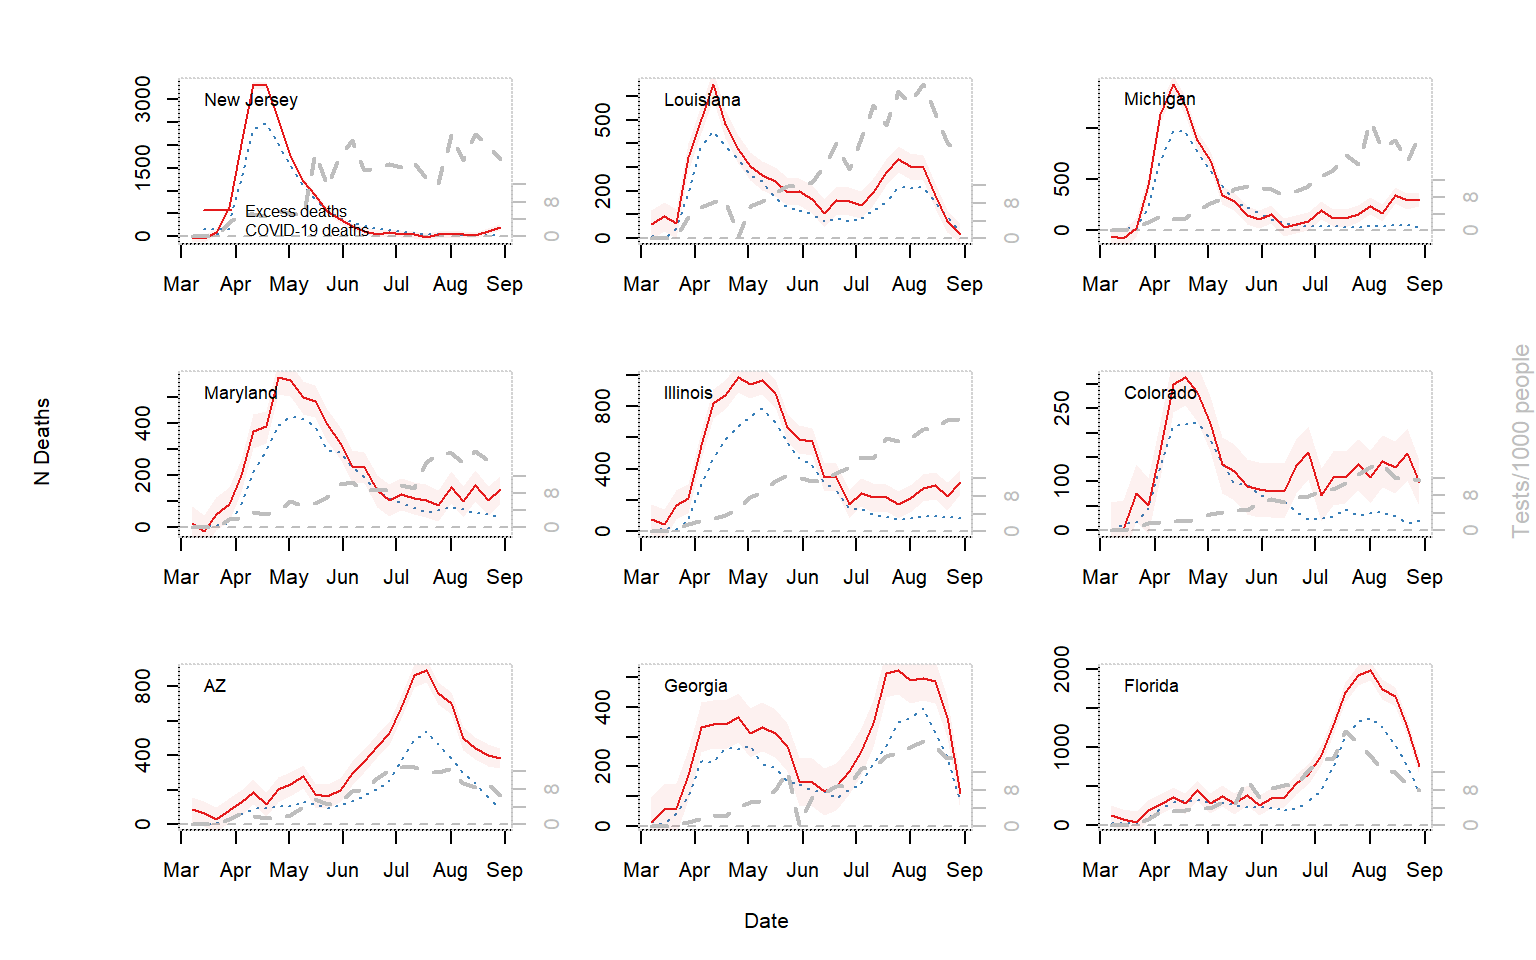 New Jersey
3000
1500
0
Excess deaths
COVID-19 deaths
8
0
Mar Apr May Jun Jul Aug Sep
Louisiana
500
200
0
8
0
Mar Apr May Jun Jul Aug Sep
Michigan
500
0
8
0
Mar Apr May Jun Jul Aug Sep
N Deaths
Maryland
400
200
0
8
0
Mar Apr May Jun Jul Aug Sep
Illinois
800
400
0
8
0
Mar Apr May Jun Jul Aug Sep
Colorado
250
100
0
8
0
Mar Apr May Jun Jul Aug Sep
Tests/1000 people
AZ
800
400
0
8
0
Mar Apr May Jun Jul Aug Sep
Georgia
400
200
0
Mar Apr May Jun Jul Aug Sep
8
0
Florida
2000
1000
0
8
0
Mar Apr May Jun Jul Aug Sep
Date